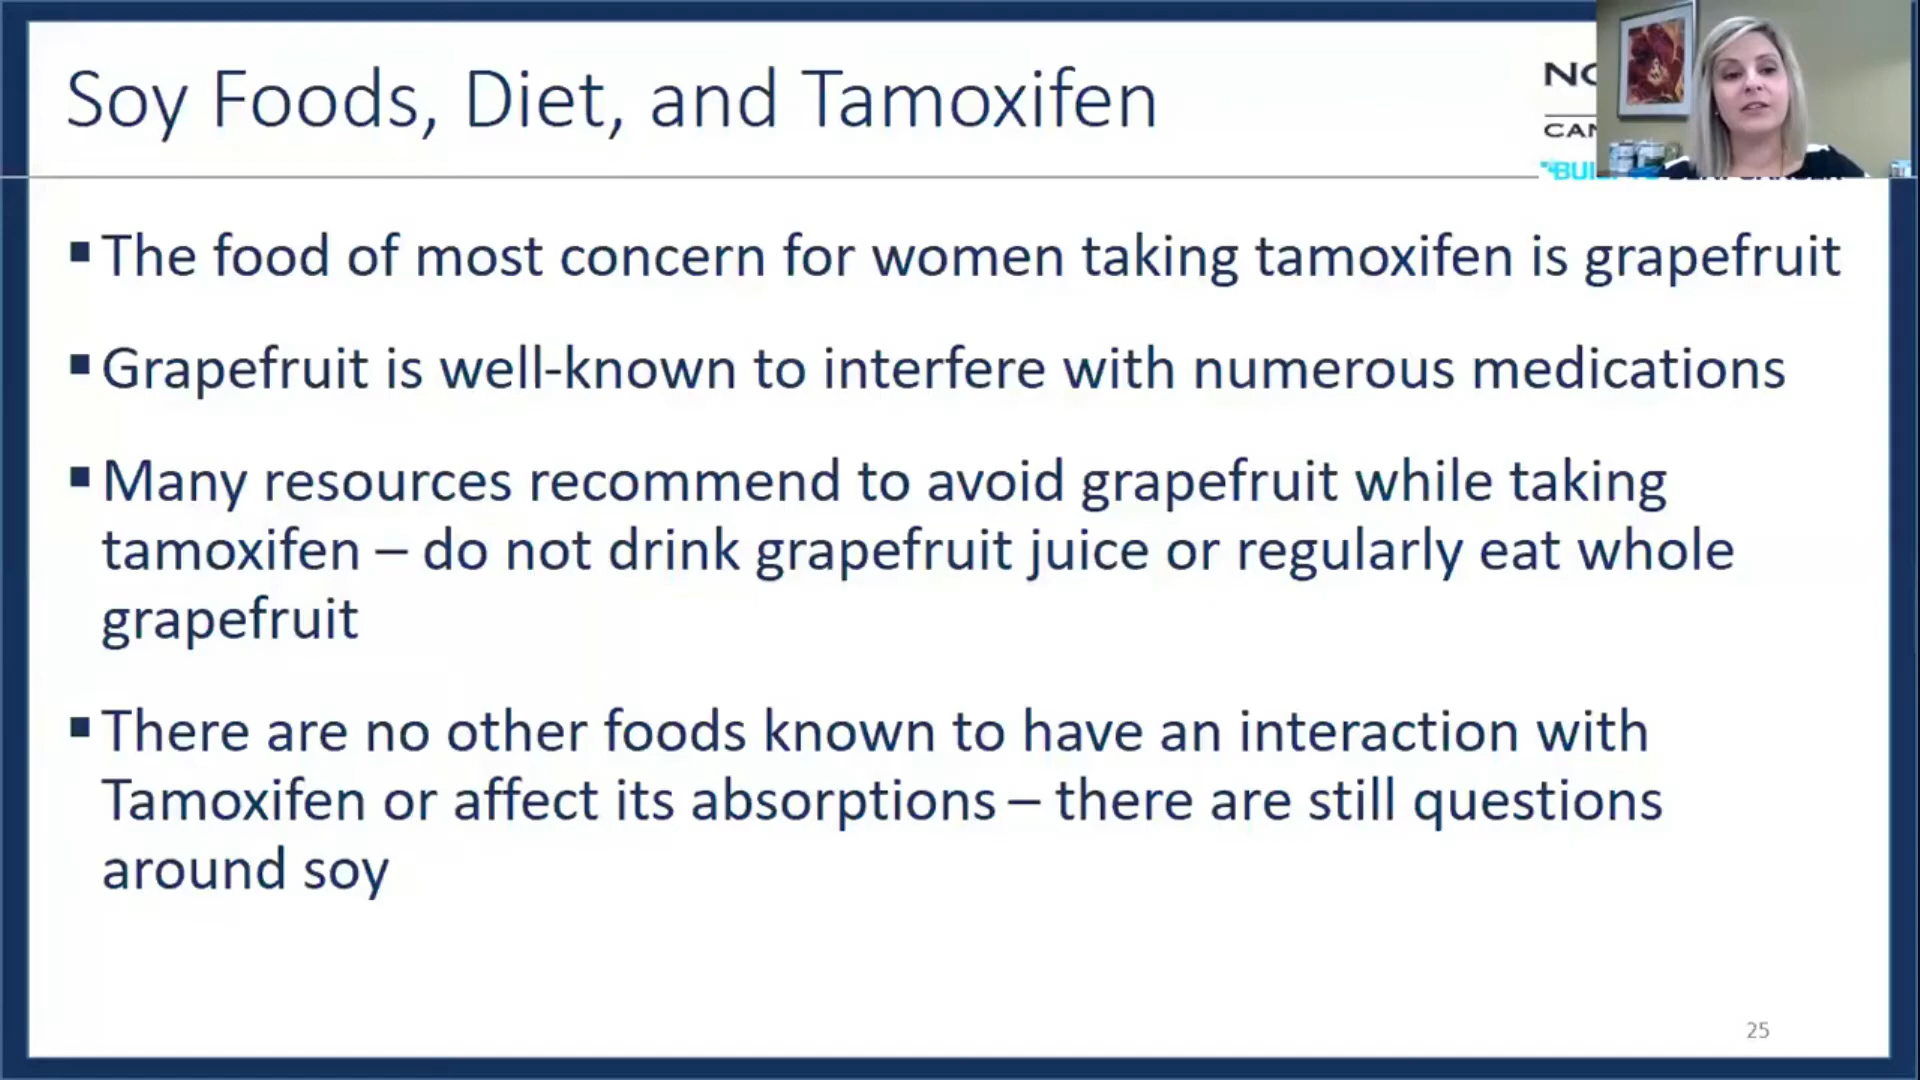 Soy Foods, Diet, and Tamoxifen
▪ The food of most concern for women taking tamoxifen is grapefruit
▪ Grapefruit is well-known to interfere with numerous medications
▪ Many resources recommend to avoid grapefruit while taking
tamoxifen – do not drink grapefruit juice or regularly eat whole
grapefruit
▪ There are no other foods known to have an interaction with
Tamoxifen or affect its absorptions – there are still questions
around soy
25